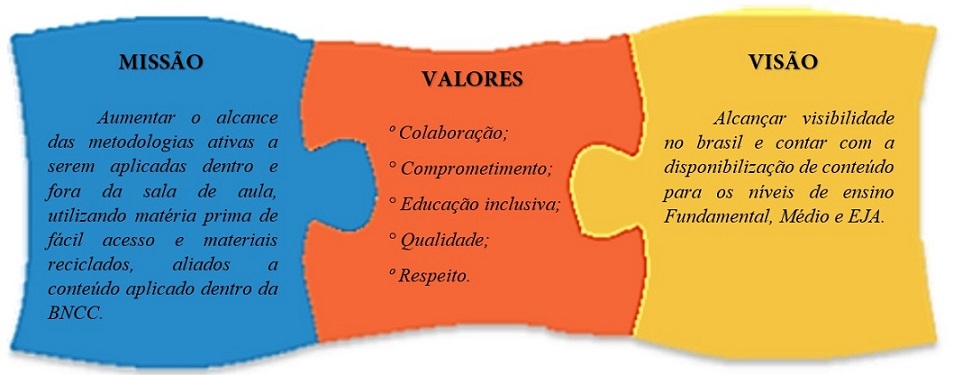 MISSÃO
Aumentar o alcance
das metodologias ativas a
serem aplicadas dentro e
fora da sala de aula,
utilizando matéria prima de
fácil acesso e materiais
reciclados, aliados a
conteúdo aplicado dentro da
BNCC.
VALORES
º Colaboração;
° Comprometimento;
° Educação inclusiva;
° Qualidade;
º Respeito.
VISÃO
Alcançar visibilidade
no brasil e contar com a
disponibilização de conteúdo
para os níveis de ensino
Fundamental, Médio e EJA.